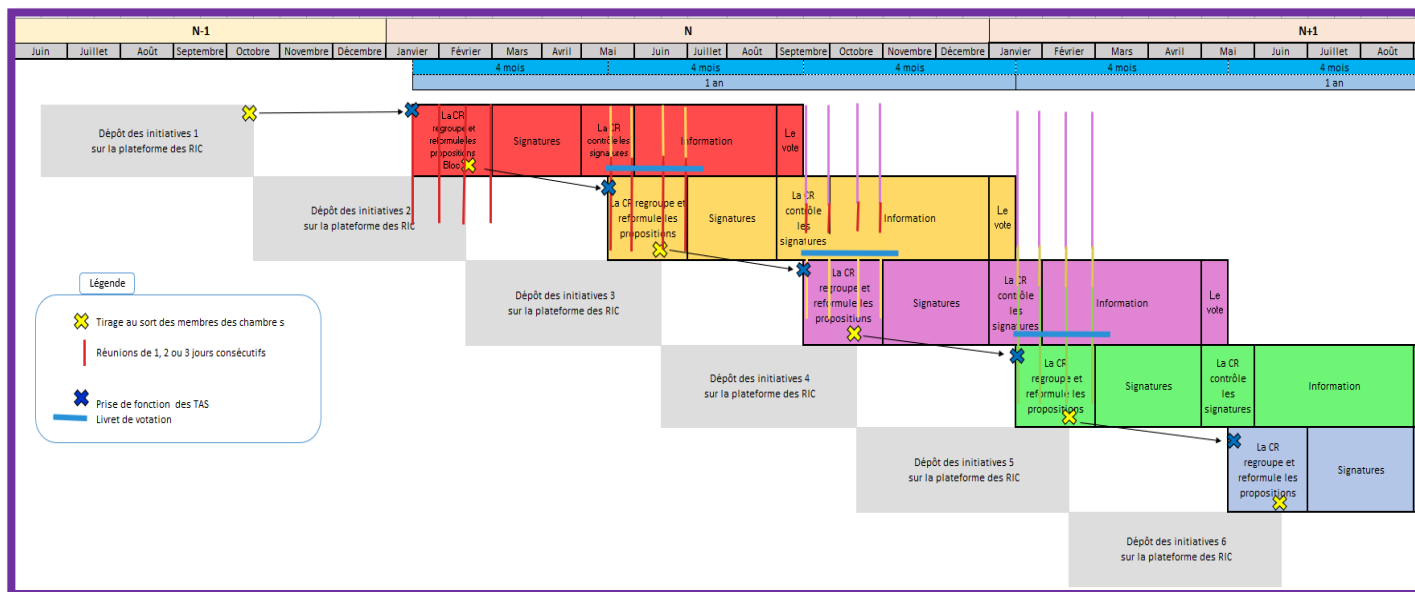 N-1
N
N+1
Juin Juillet Août Septembre Octobre Novembre Décembre Janvier Février Mars Avril Mai Juin Juillet Août Septembre Octobre Novembre Décembre Janvier Février Mars Avril Mai Juin Juillet Août
4 mois 4 mois 4 mois 4 mois 4 mois
1 an 1 an
Dépôt des initiatives 1
sur la plateforme des RIC
La CR
regroupe et
reformule les
propositions
Bloc
Signatures
La CR
contrôle les
signatures
Information
Le
vote
Dépôt des initiatives 2
sur la plateforme des RIC
La CR regroupe et
reformule les
propositions
Signatures
La CR
contrôle
les
signatures
Information
Le
vote
Dépôt des initiatives 3
sur la plateforme des RIC
La CR
regroupe et
reformule les
propositions
Signatures
La CR
contrôle
les
signatures
Information
Le
vote
Dépôt des initiatives 4
sur la plateforme des RIC
La CR
regroupe et
reformule les
propositions
Signatures
La CR
contrôle
les
signatures
Information
Dépôt des initiatives 5
sur la plateforme des RIC
La CR
regroupe et
reformule les
propositions
Signatures
Dépôt des initiatives 6
sur la plateforme des RIC
Légende
Tirage au sort des membres des chambre s
Réunions de 1, 2 ou 3 jours consécutifs
Prise de fonction des TAS
Livret de votation